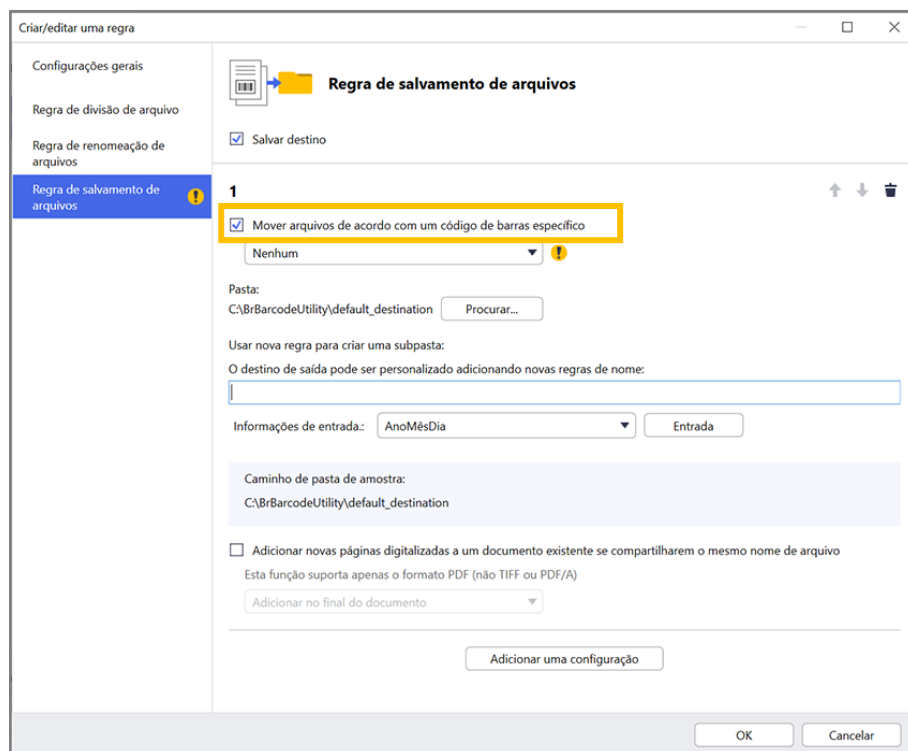 Criar/editar uma regra
Configurações gerais
Regra de divisão de arquivo
Regra de renomeação de
arquivos
Regra de salvamento de
arquivos
Regra de salvamento de arquivos
Salvar destino
1
Mover arquivos de acordo com um código de barras específico
Nenhum
Pasta:
C:\BrBarcodeUtility\default_destination
Procurar...
Usar nova regra para criar uma subpasta:
O destino de saída pode ser personalizado adicionando novas regras de nome:
Informações de entrada.:
AnoMêsDia
Entrada
Caminho de pasta de amostra:
C:\BrBarcodeUtility\default_destination
Adicionar novas páginas digitalizadas a um documento existente se compartilharem o mesmo nome de arquivo
Esta função suporta apenas o formato PDF (não TIFF ou PDF/A)
Adicionar no final do documento
Adicionar uma configuração
OK
Cancelar